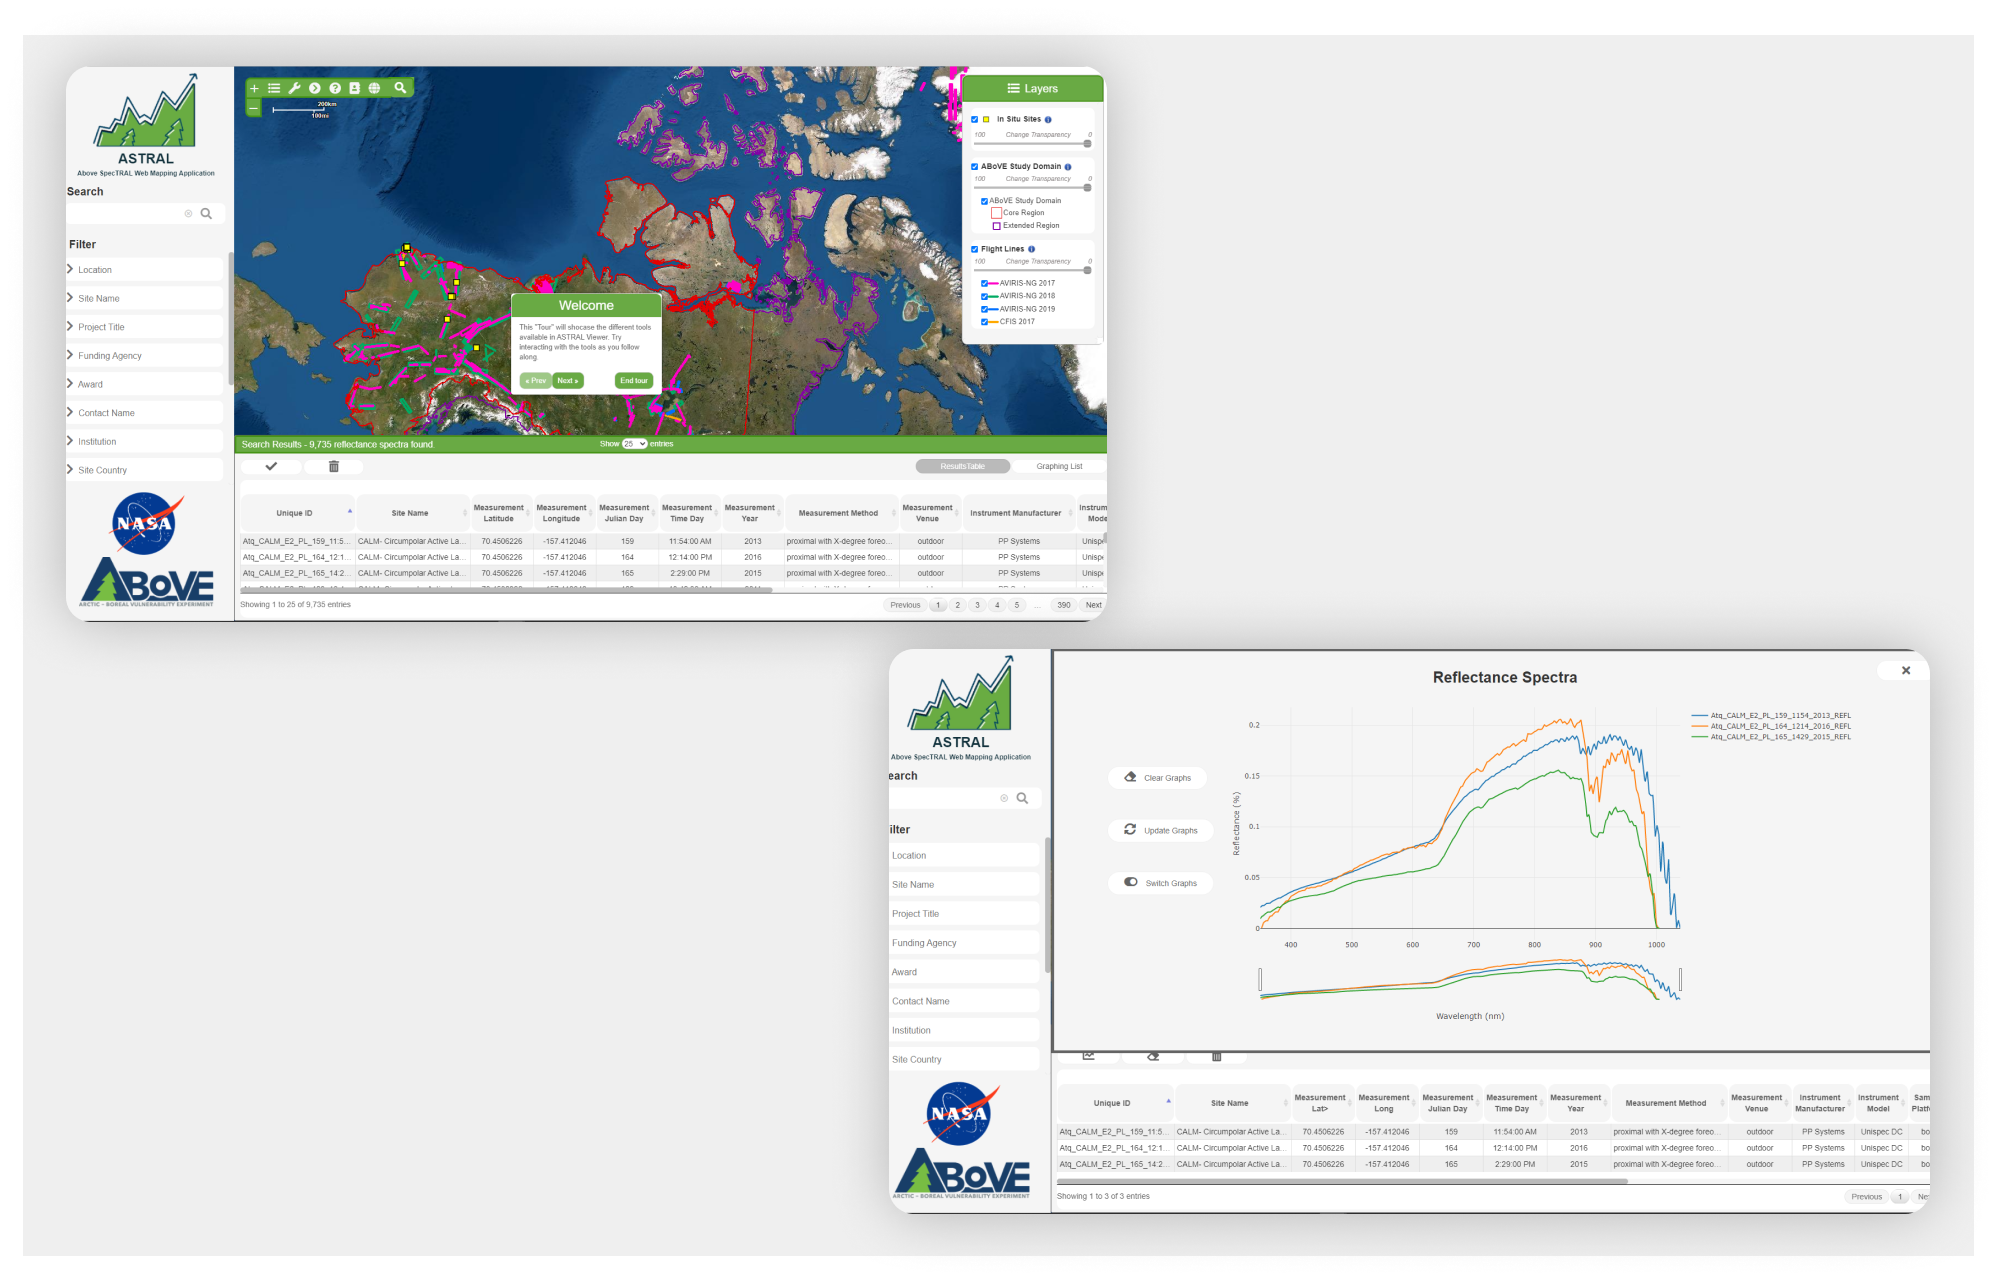 ASTRAL
Above SpecTRAL Web Mapping Application
Search
Filter
Location
Site Name
Project Title
Funding Agency
Award
Contact Name
Institution
Site Country
NASA
ABoVE
ARCTIC - BOREAL VULNERABILITY EXPERIMENT
200km
100mi
Layers
In Situ Sites
100 Change Transparency 0
ABoVE Study Domain
100 Change Transparency 0
ABoVE Study Domain
Core Region
Extended Region
Flight Lines
100 Change Transparency 0
AVIRIS-NG 2017
AVIRIS-NG 2018
AVIRIS-NG 2019
CFIS 2017
Welcome
This "Tour" will shocase the different tools
available in ASTRAL Viewer. Try
interacting with the tools as you follow
along.
« Prev Next » End tour
Search Results - 9,735 reflectance spectra found Show 25 entries
ResultsTable Graphing List
Unique ID Site Name Measurement Latitude Measurement Longitude Measurement Julian Day Measurement Time Day Measurement Year Measurement Method Measurement Venue Instrument Manufacturer Instrum Mode
Atq_CALM_E2_PL_159_11:5... CALM- Circumpolar Active La... 70.4506226 -157.412046 159 11:54:00 AM 2013 proximal with X-degree foreo... outdoor PP Systems Unispe
Atq_CALM_E2_PL_164_12:1... CALM- Circumpolar Active La... 70.4506226 -157.412046 164 12:14:00 PM 2016 proximal with X-degree foreo... outdoor PP Systems Unispe
Atq_CALM_E2_PL_165_14:2... CALM- Circumpolar Active La... 70.4506226 -157.412046 165 2:29:00 PM 2015 proximal with X-degree foreo... outdoor PP Systems Unispe
Showing 1 to 25 of 9,735 entries Previous 1 2 3 4 5 ... 390 Next
ASTRAL
Above SpecTRAL Web Mapping Application
earch
ilter
Location
Site Name
Project Title
Funding Agency
Award
Contact Name
Institution
Site Country
NASA
ABoVE
ARCTIC - BOREAL VULNERABILITY EXPERIMENT
Reflectance Spectra
Clear Graphs
Update Graphs
Switch Graphs
Reflectance (%)
0.2
0.15
0.1
0.05
0
400 500 600 700 800 900 1000
Wavelength (nm)
Atq_CALM_E2_PL_159_1154_2013_REFL
Atq_CALM_E2_PL_164_1214_2016_REFL
Atq_CALM_E2_PL_165_1429_2015_REFL
Unique ID Site Name Measurement Lat> Measurement Long Measurement Julian Day Measurement Time Day Measurement Year Measurement Method Measurement Venue Instrument Manufacturer Instrument Model Sam Platf
Atq_CALM_E2_PL_159_11:5... CALM- Circumpolar Active La... 70.4506226 -157.412046 159 11:54:00 AM 2013 proximal with X-degree foreo... outdoor PP Systems Unispec DC bo
Atq_CALM_E2_PL_164_12:1... CALM- Circumpolar Active La... 70.4506226 -157.412046 164 12:14:00 PM 2016 proximal with X-degree foreo... outdoor PP Systems Unispec DC bo
Atq_CALM_E2_PL_165_14:2... CALM- Circumpolar Active La... 70.4506226 -157.412046 165 2:29:00 PM 2015 proximal with X-degree foreo... outdoor PP Systems Unispec DC bo
Showing 1 to 3 of 3 entries Previous 1 Ne